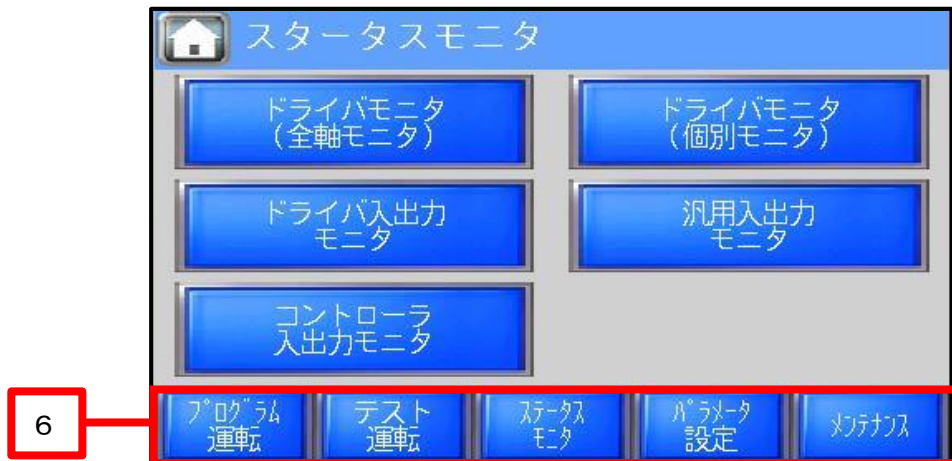 スタータスモニタ
ドライバモニタ
（全軸モニタ）
ドライバモニタ
（個別モニタ）
ドライバ入出力
モニタ
汎用入出力
モニタ
コントローラ
入出力モニタ
6
ﾌﾟﾛｸﾞﾗﾑ
運転
テスト
運転
ｽﾃｰﾀｽ
ﾓﾆﾀ
ﾊﾟﾗﾒｰﾀ
設定
ﾒﾝﾃﾅﾝｽ